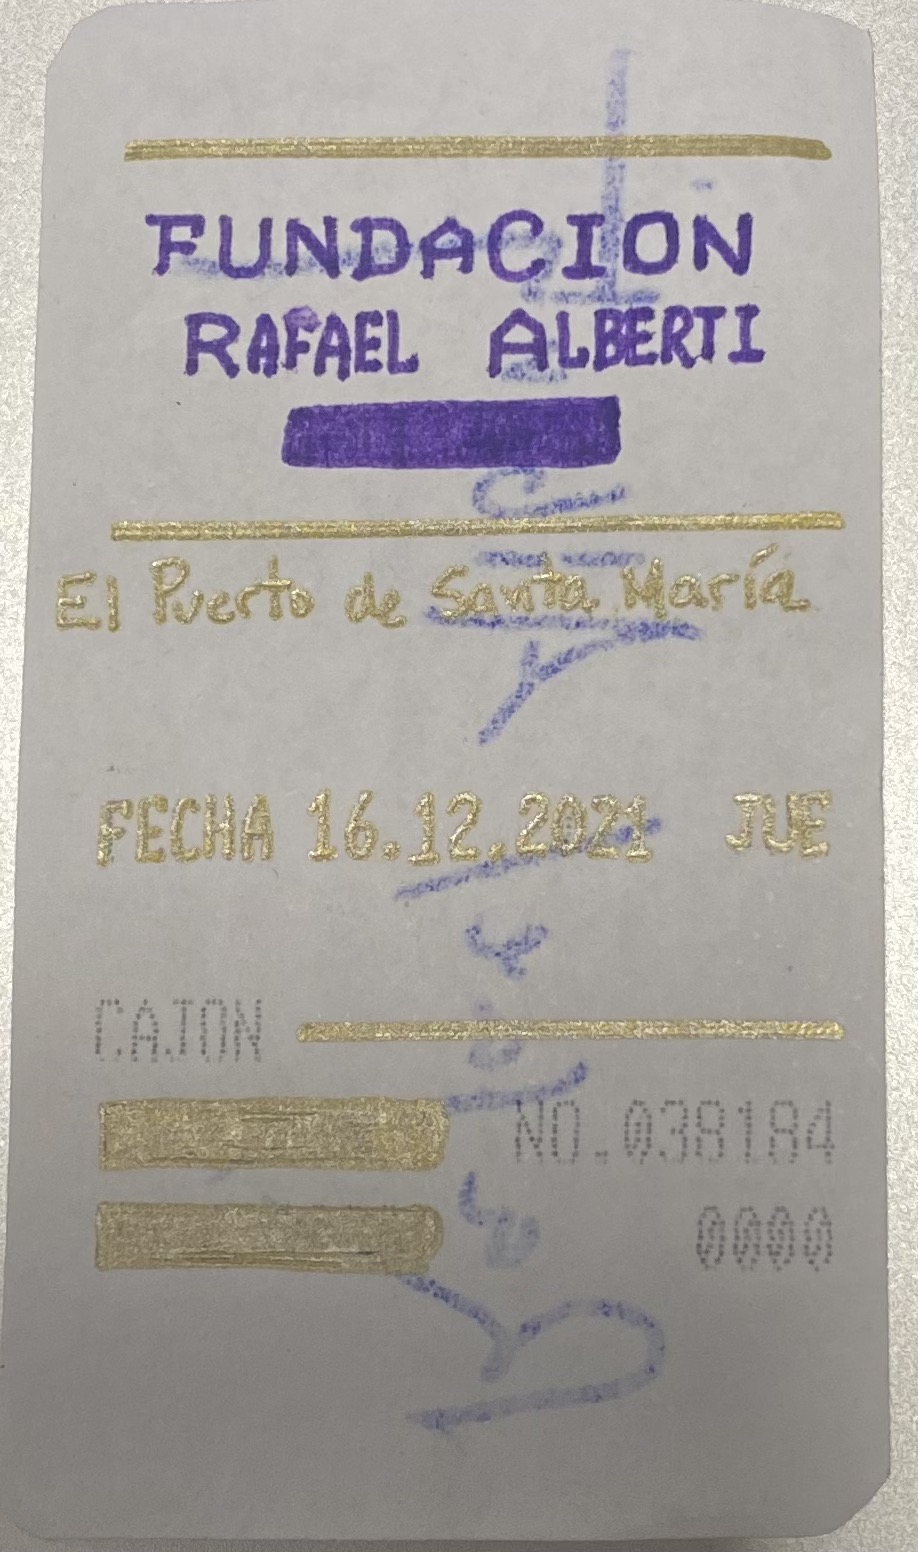 FUNDACION
RAFAEL ALBERTI
El Puerto de Santa María
FECHA 16.12.2021 JUE
CAJON
NO.038184
0000